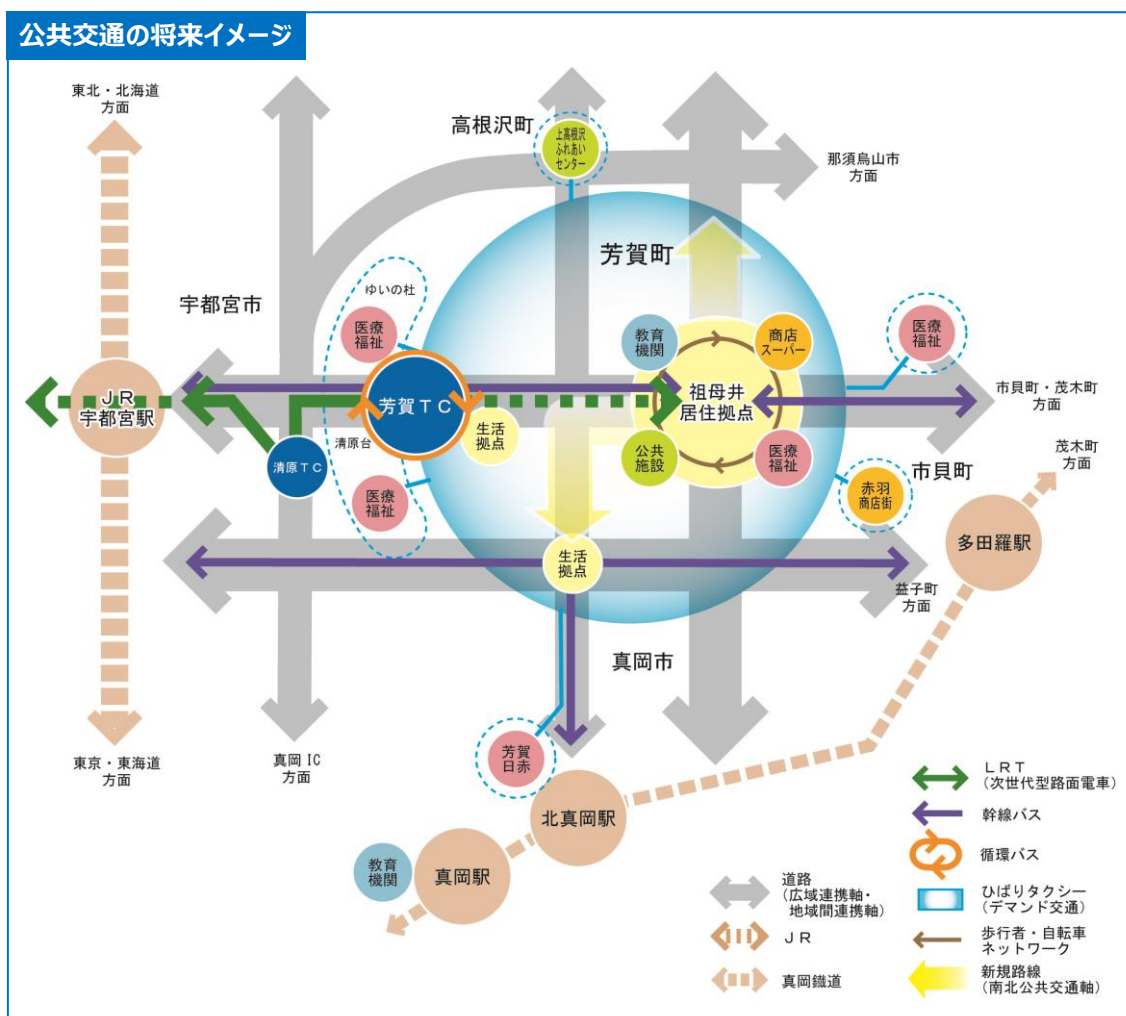 公共交通の将来イメージ
東北・北海道
方面
高根沢町
上高根沢
ふれあい
センター
那須烏山市
方面
芳賀町
宇都宮市
ゆいの杜
医療
福祉
教育
機関
商店
スーパー
医療
福祉
JR
宇都宮駅
芳賀TC
祖母井
居住拠点
市貝町・茂木町
方面
生活
拠点
清原台
清原TC
公共
施設
医療
福祉
市貝町
茂木町
方面
医療
福祉
赤羽
商店街
多田羅駅
生活
拠点
益子町
方面
真岡市
東京・東海道
方面
真岡IC
方面
芳賀
日赤
北真岡駅
教育
機関
真岡駅
LRT
(次世代型路面電車)
幹線バス
循環バス
道路
(広域連携軸・
地域間連携軸)
ひばりタクシー
(デマンド交通)
JR
歩行者・自転車
ネットワーク
真岡鐵道
新規路線
(南北公共交通軸)